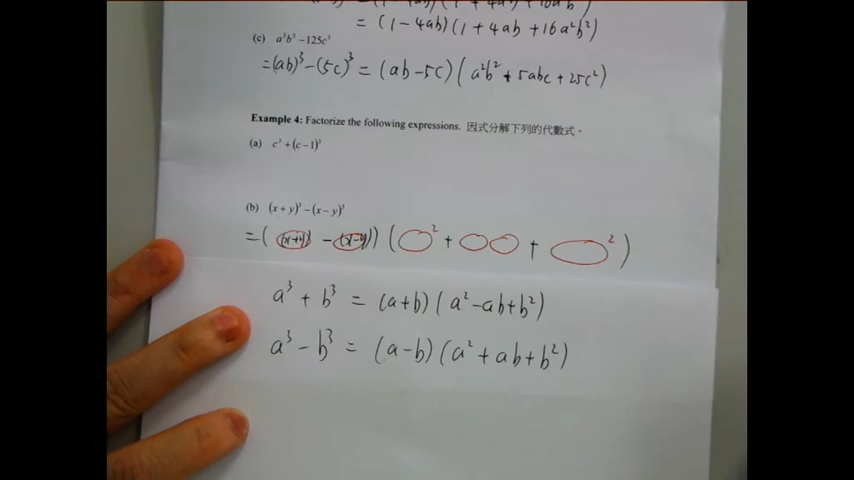 = (1 - 4ab)(1 + 4ab + 16a²b²)
(c) a³b³ - 125c³
= (ab)³ - (5c)³ = (ab - 5c)(a²b² + 5abc + 25c²)
Example 4: Factorize the following expressions. 因式分解下列的代數式。
(a) c³ + (c - 1)³
(b) (x + y)³ - (x - y)³
= ((x+y) - (x-y))( ² + + ²)
a³ + b³ = (a+b)(a² - ab + b²)
a³ - b³ = (a - b)(a² + ab + b²)